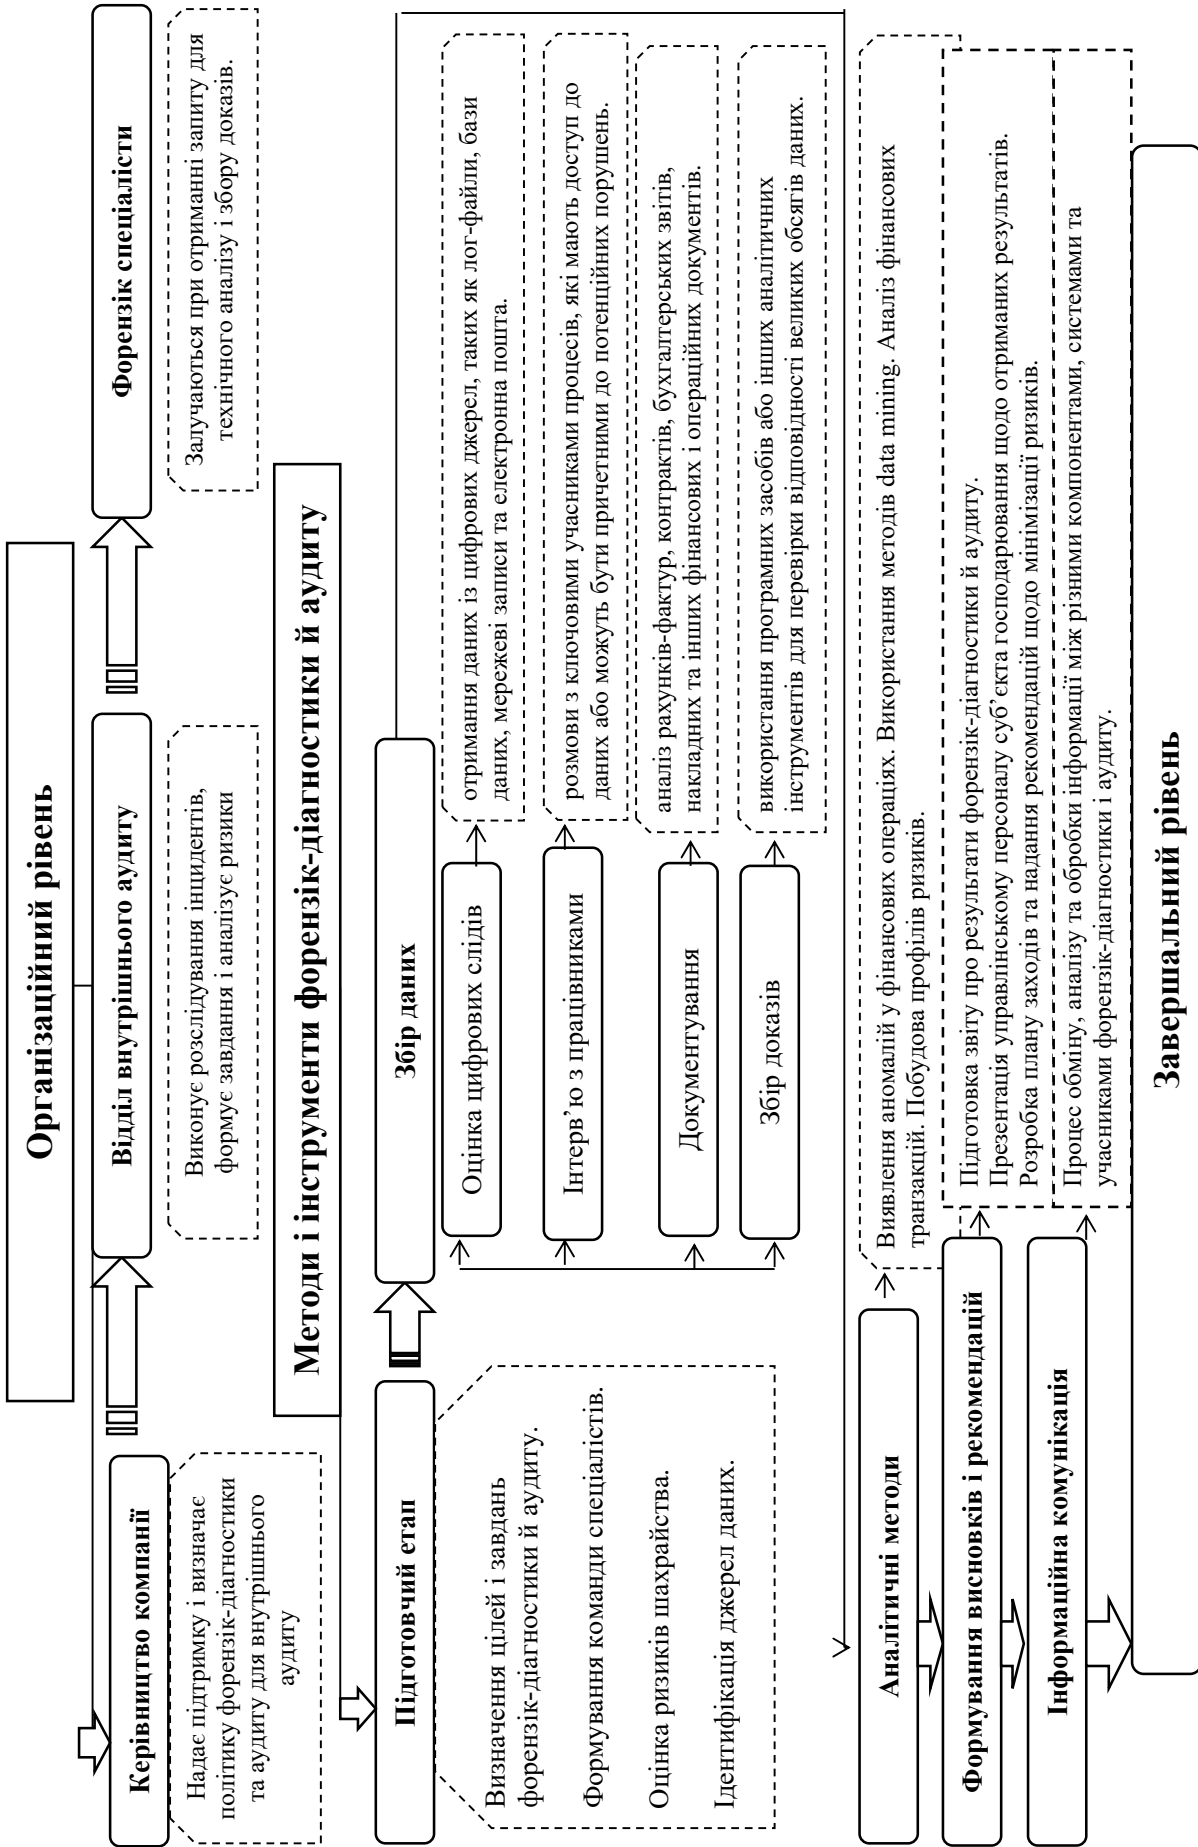 Організаційний рівень
Керівництво компанії
Відділ внутрішнього аудиту
Форензік спеціалісти
Надає підтримку і визначає
політику форензік-діагностики
та аудиту для внутрішнього
аудиту
Виконує розслідування інцидентів,
формує завдання і аналізує ризики
Залучаються при отриманні запиту для
технічного аналізу і збору доказів.
Методи і інструменти форензік-діагностики й аудиту
Підготовчий етап
Збір даних
Визначення цілей і завдань
форензік-діагностики й аудиту.
Формування команди спеціалістів.
Оцінка ризиків шахрайства.
Ідентифікація джерел даних.
Оцінка цифрових слідів
отримання даних із цифрових джерел, таких як лог-файли, бази
даних, мережеві записи та електронна пошта.
Інтерв’ю з працівниками
розмови з ключовими учасниками процесів, які мають доступ до
даних або можуть бути причетними до потенційних порушень.
Документування
аналіз рахунків-фактур, контрактів, бухгалтерських звітів,
накладних та інших фінансових і операційних документів.
Збір доказів
використання програмних засобів або інших аналітичних
інструментів для перевірки відповідності великих обсягів даних.
Аналітичні методи
Виявлення аномалій у фінансових операціях. Використання методів data mining. Аналіз фінансових
транзакцій. Побудова профілів ризиків.
Формування висновків і рекомендацій
Підготовка звіту про результати форензік-діагностики й аудиту.
Презентація управлінському персоналу суб’єкта господарювання щодо отриманих результатів.
Розробка плану заходів та надання рекомендацій щодо мінімізації ризиків.
Інформаційна комунікація
Процес обміну, аналізу та обробки інформації між різними компонентами, системами та
учасниками форензік-діагностики і аудиту.
Завершальний рівень